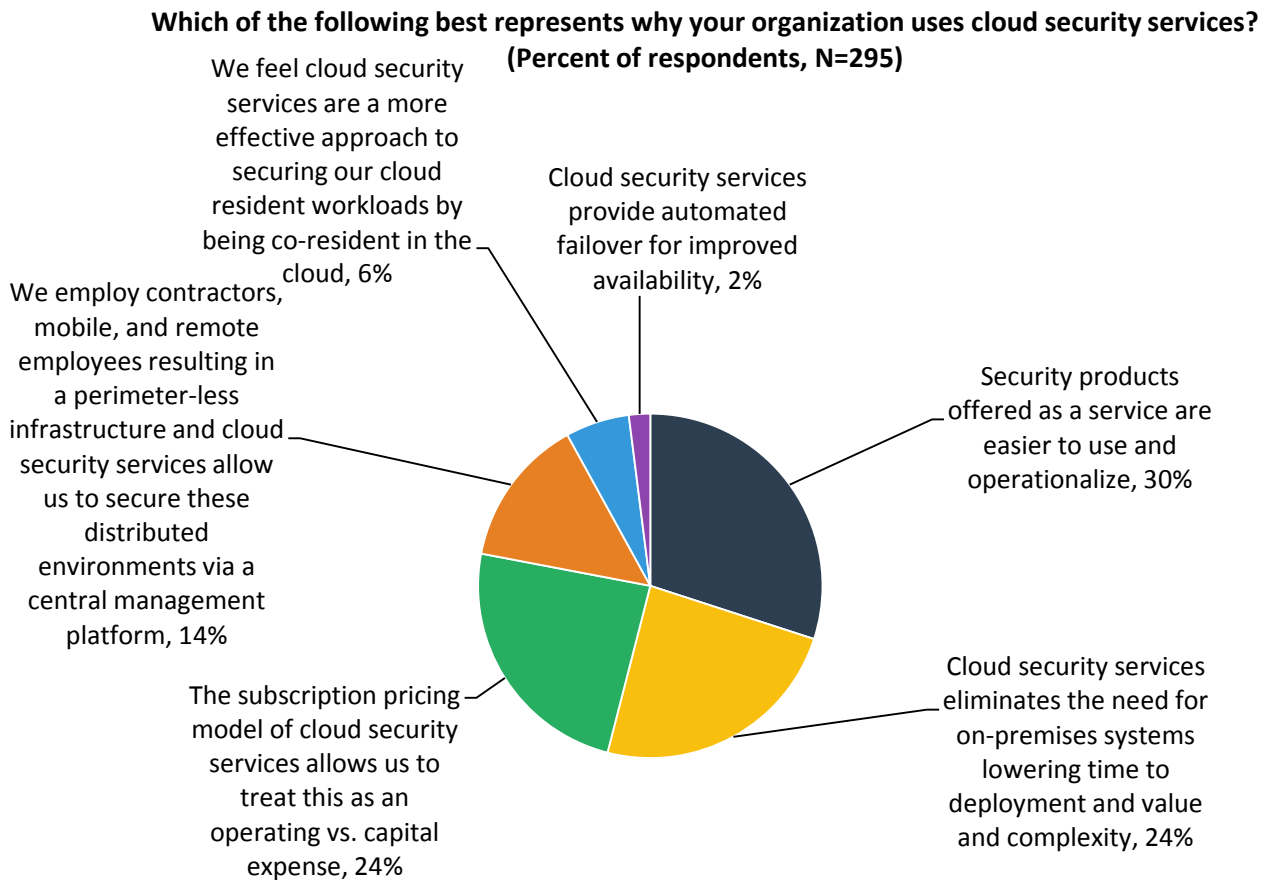 Which of the following best represents why your organization uses cloud security services?
(Percent of respondents, N=295)
We feel cloud security
services are a more
effective approach to
securing our cloud
resident workloads by
being co-resident in the
cloud, 6%
Cloud security services
provide automated
failover for improved
availability, 2%
We employ contractors,
mobile, and remote
employees resulting in
a perimeter-less
infrastructure and cloud
security services allow
us to secure these
distributed
environments via a
central management
platform, 14%
Security products
offered as a service are
easier to use and
operationalize, 30%
The subscription pricing
model of cloud security
services allows us to
treat this as an
operating vs. capital
expense, 24%
Cloud security services
eliminates the need for
on-premises systems
lowering time to
deployment and value
and complexity, 24%